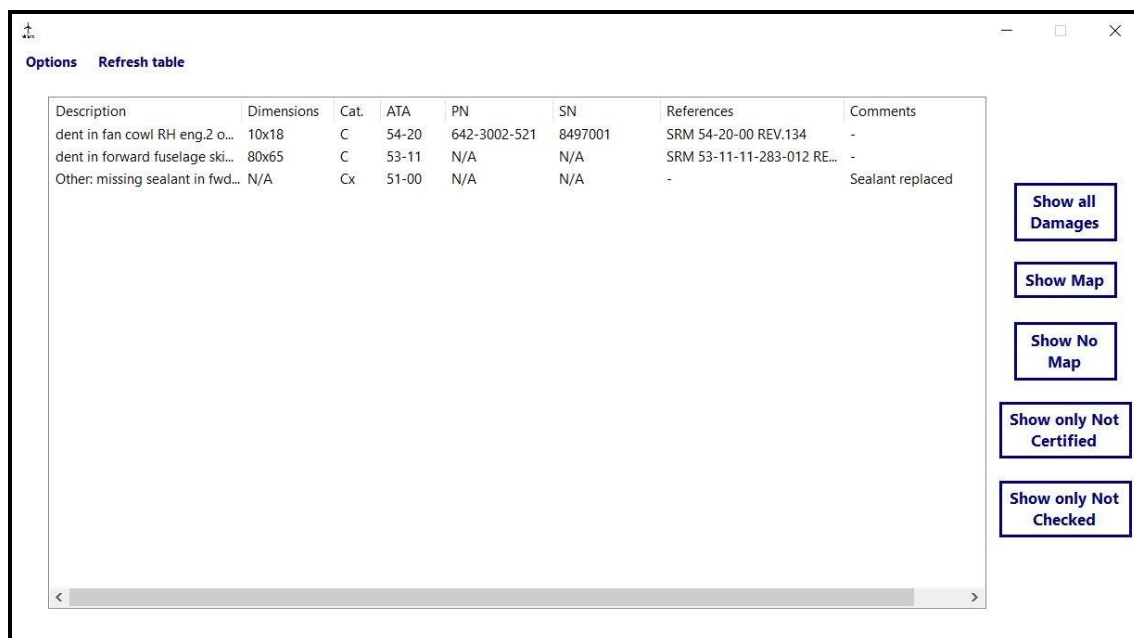 Options Refresh table
Description Dimensions Cat. ATA PN SN References Comments
dent in fan cowl RH eng.2 o... 10x18 C 54-20 642-3002-521 8497001 SRM 54-20-00 REV.134 -
dent in forward fuselage ski... 80x65 C 53-11 N/A N/A SRM 53-11-11-283-012 RE... -
Other: missing sealant in fwd... N/A Cx 51-00 N/A N/A - Sealant replaced
Show all
Damages
Show Map
Show No
Map
Show only Not
Certified
Show only Not
Checked